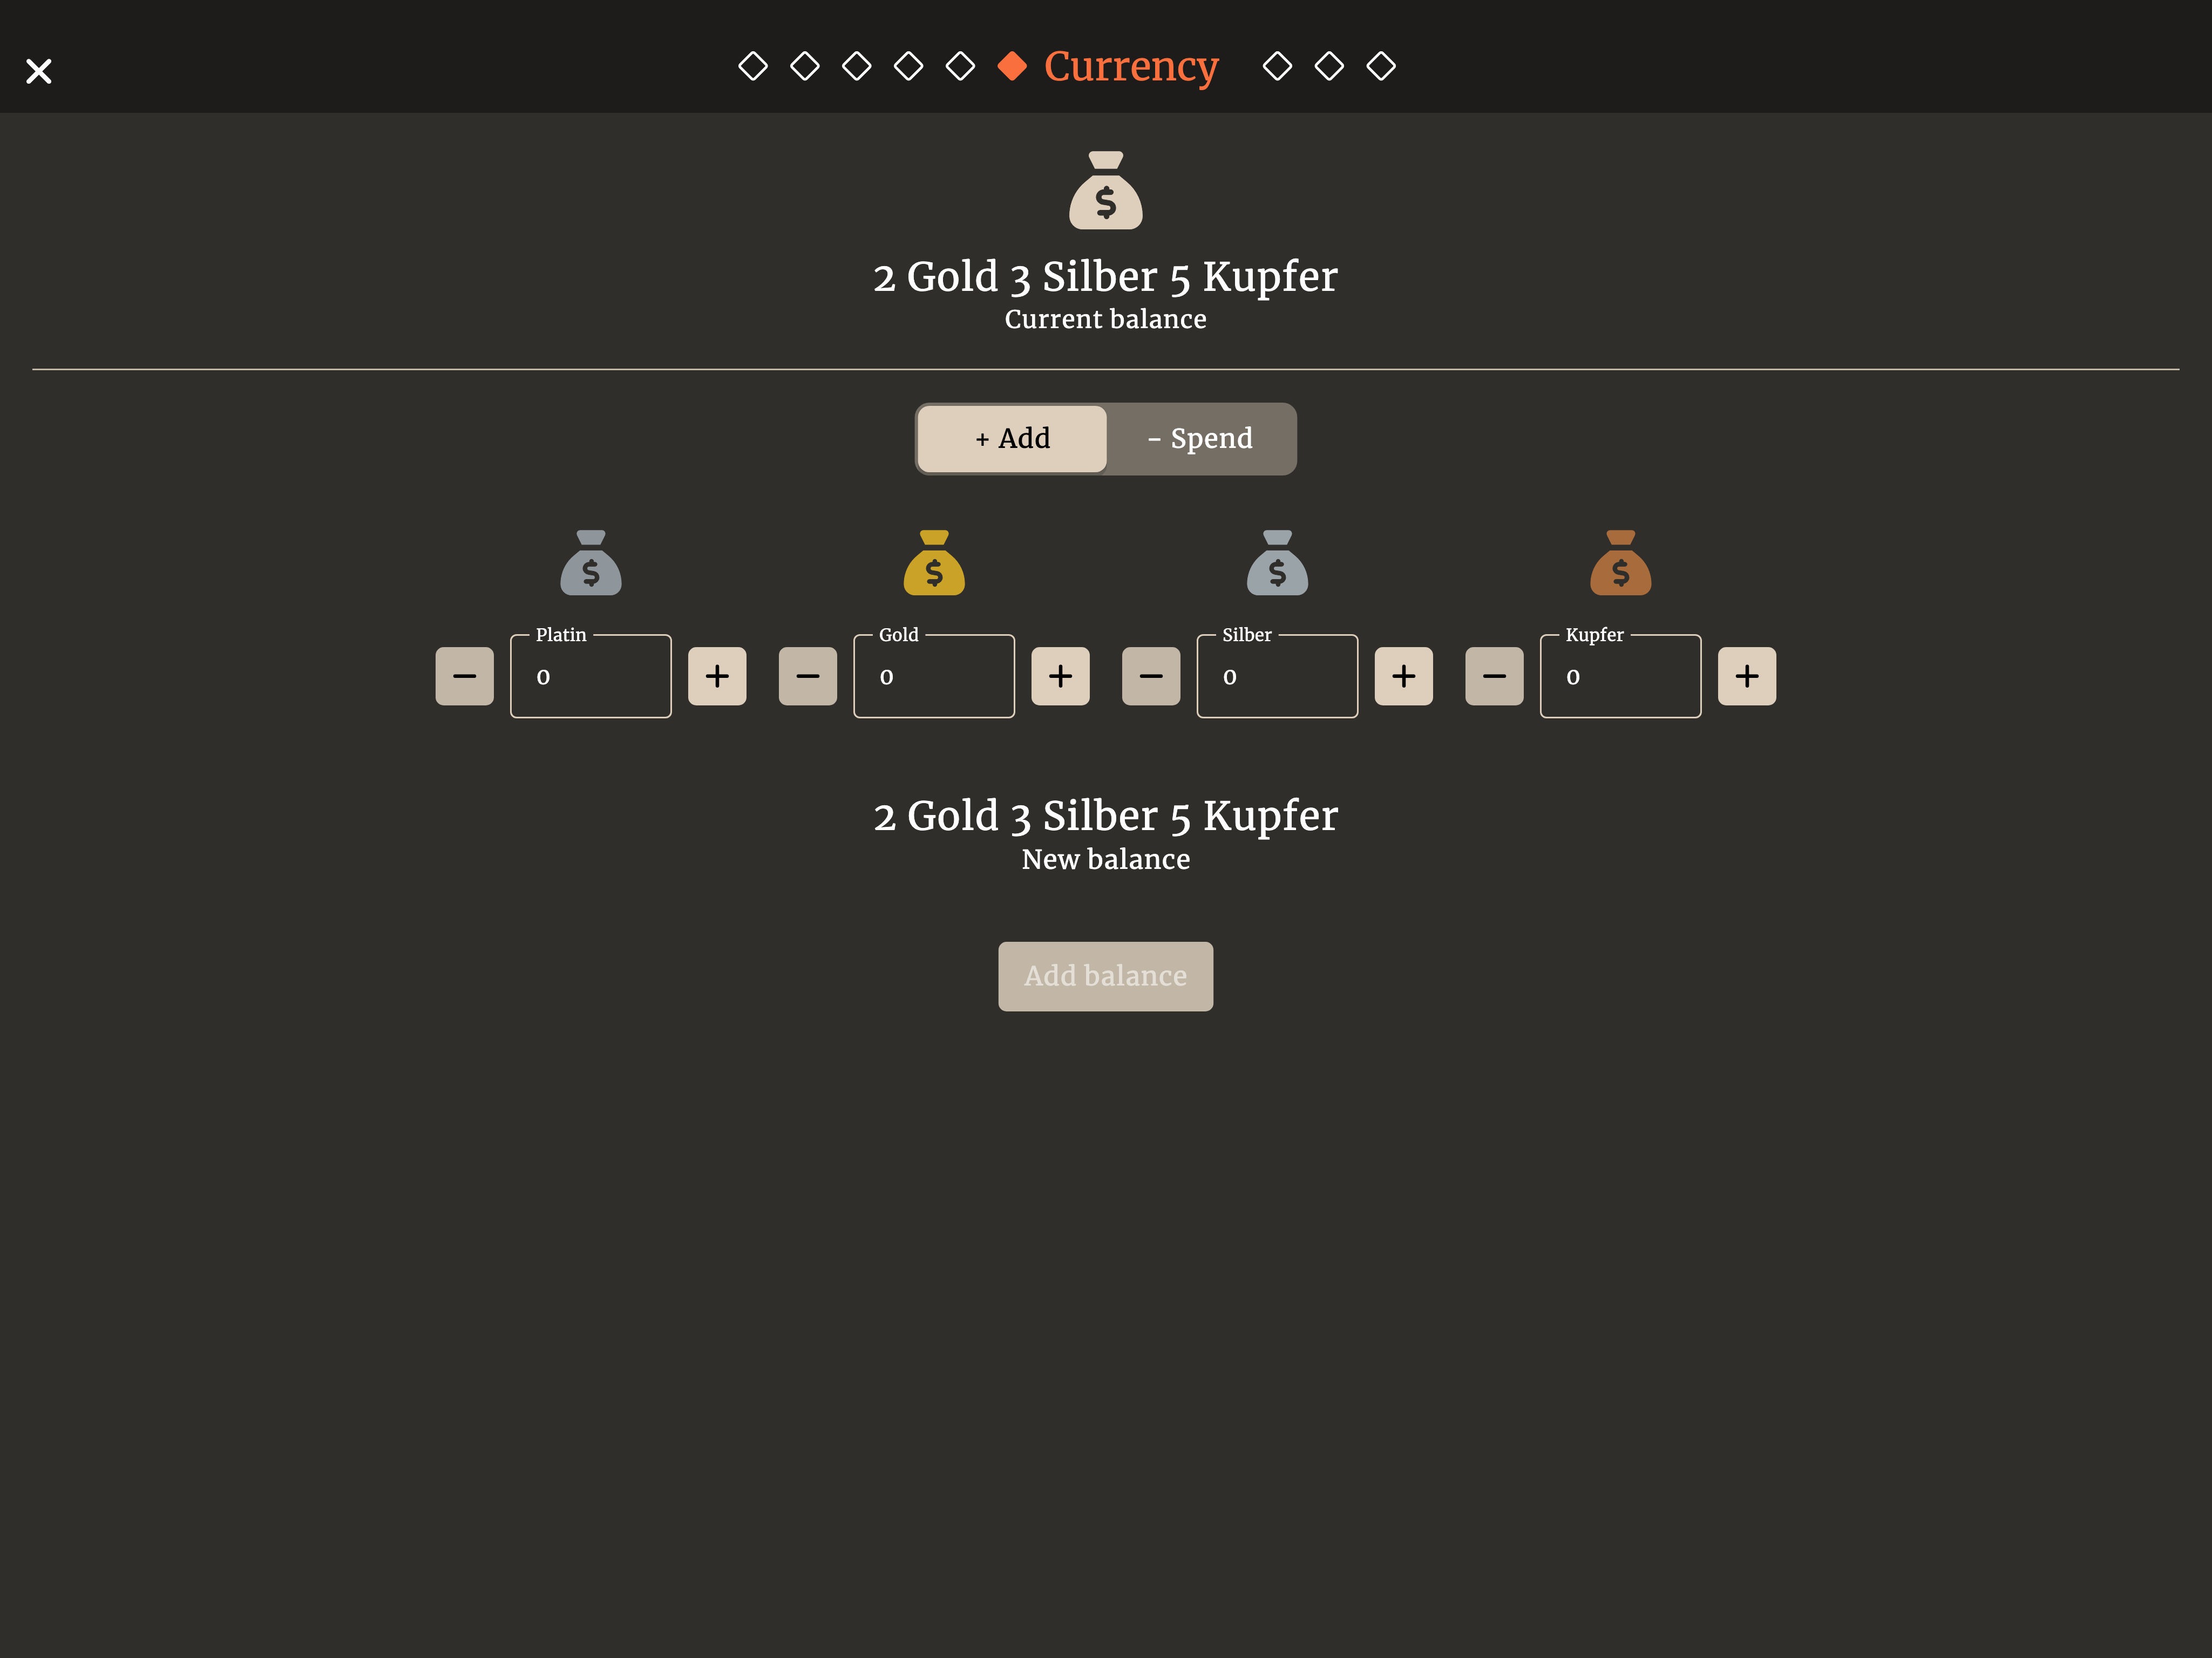 Currency
2 Gold 3 Silber 5 Kupfer
Current balance
+ Add
− Spend
Platin
Gold
Silber
Kupfer
0
0
0
0
2 Gold 3 Silber 5 Kupfer
New balance
Add balance